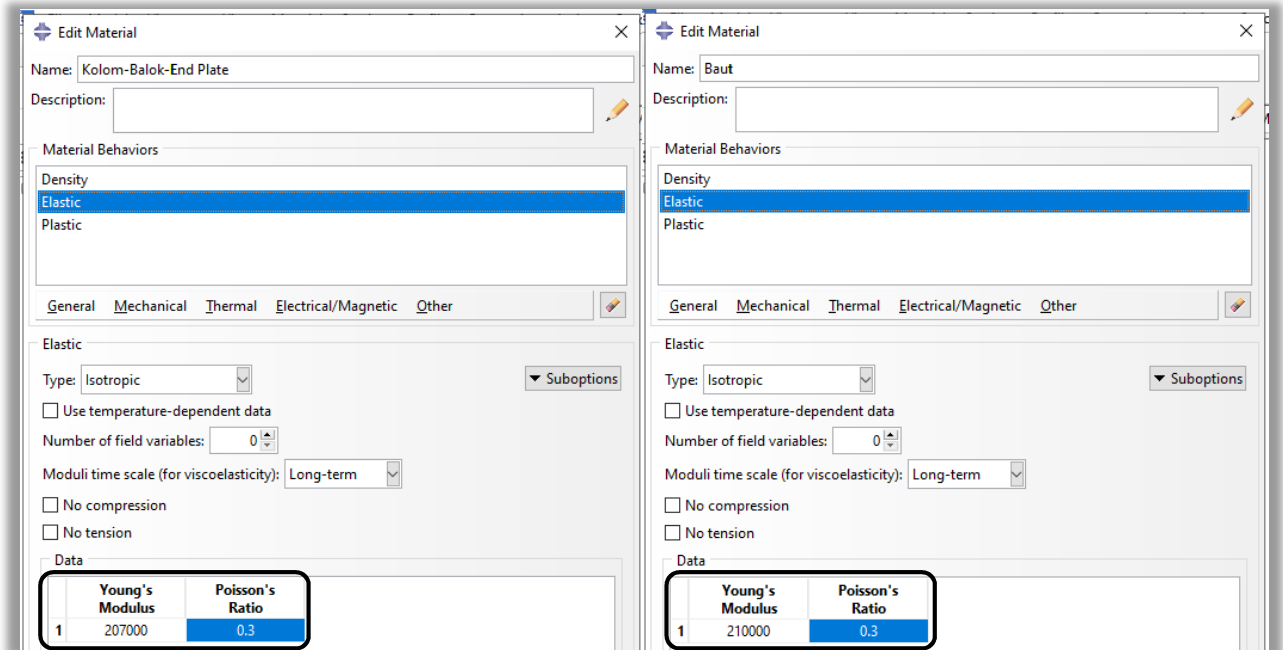 Edit Material
Name: Kolom-Balok-End Plate
Description:
Material Behaviors
Density
Elastic
Plastic
General Mechanical Thermal Electrical/Magnetic Other
Elastic
Type: Isotropic
Suboptions
Use temperature-dependent data
Number of field variables: 0
Moduli time scale (for viscoelasticity): Long-term
No compression
No tension
Data
Young's Poisson's
Modulus Ratio
1 207000 0.3
Edit Material
Name: Baut
Description:
Material Behaviors
Density
Elastic
Plastic
General Mechanical Thermal Electrical/Magnetic Other
Elastic
Type: Isotropic
Suboptions
Use temperature-dependent data
Number of field variables: 0
Moduli time scale (for viscoelasticity): Long-term
No compression
No tension
Data
Young's Poisson's
Modulus Ratio
1 210000 0.3